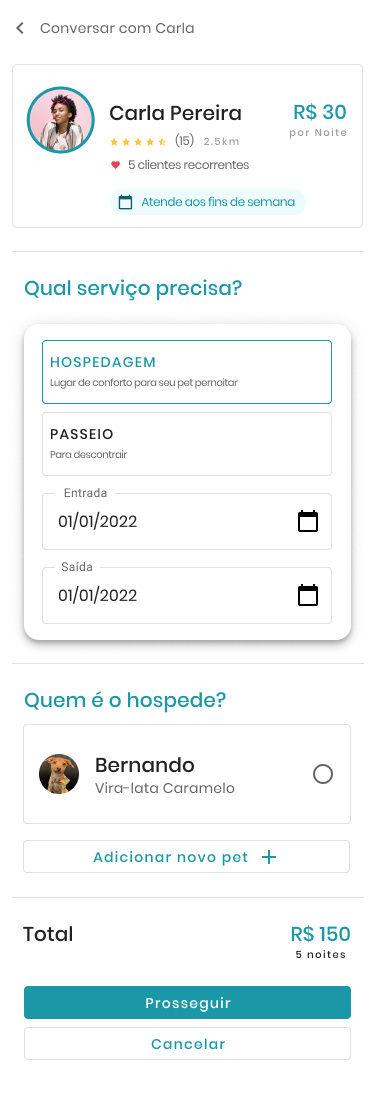 Conversar com Carla
Carla Pereira
R$ 30
por Noite
(15) 2.5km
5 clientes recorrentes
Atende aos fins de semana
Qual serviço precisa?
HOSPEDAGEM
Lugar de conforto para seu pet pernoitar
PASSEIO
Para descontrair
Entrada
01/01/2022
Saída
01/01/2022
Quem é o hospede?
Bernando
Vira-lata Caramelo
Adicionar novo pet
Total
R$ 150
5 noites
Prosseguir
Cancelar